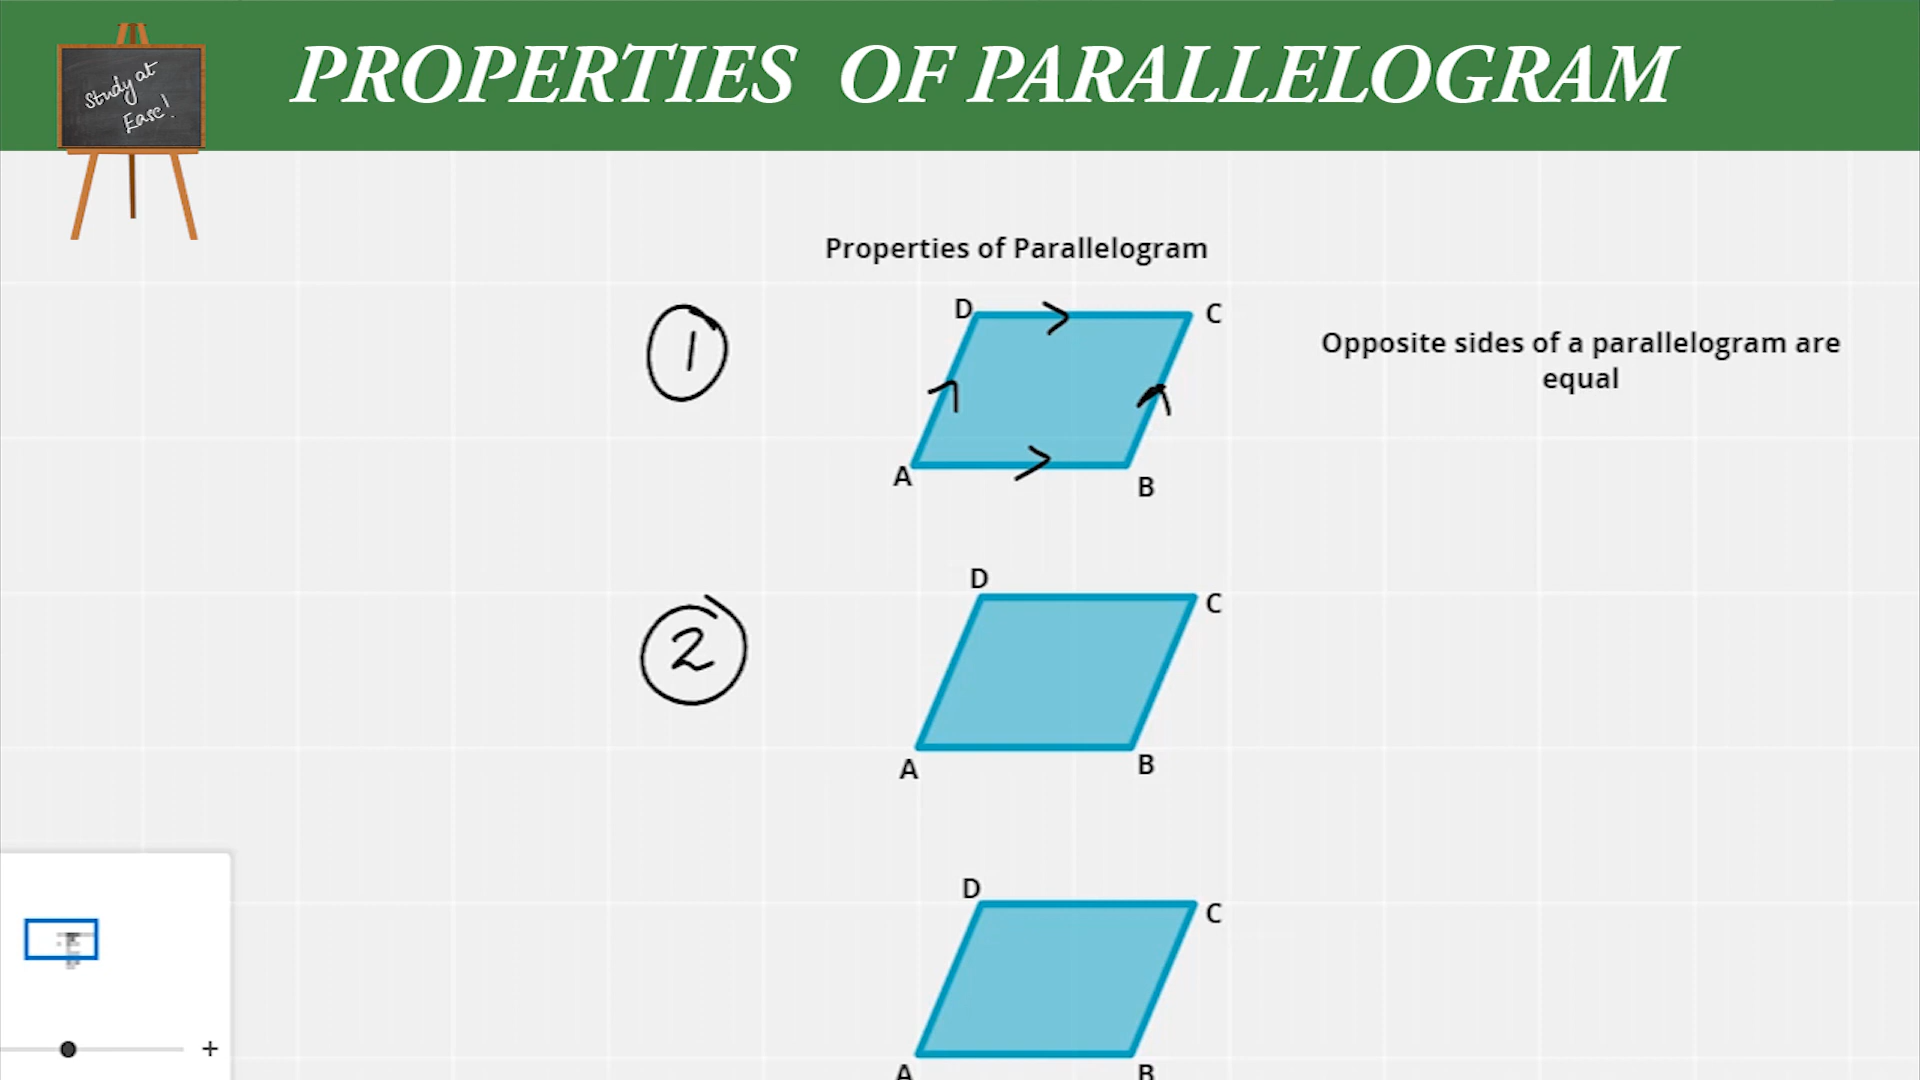 PROPERTIES OF PARALLELOGRAM
Study at
Ease!
Properties of Parallelogram
1
D
C
A
B
Opposite sides of a parallelogram are
equal
2
D
C
A
B
D
C
A
B
+